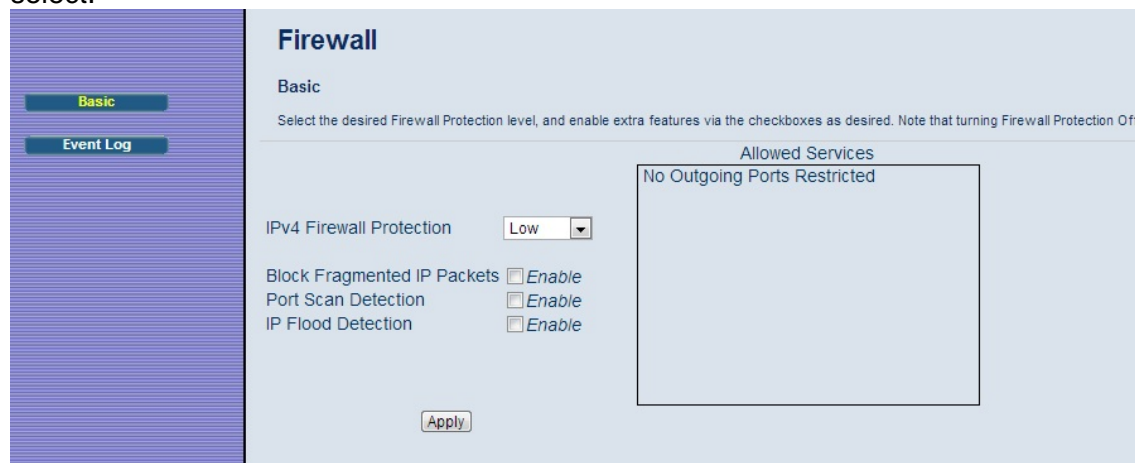 select.
Basic
Event Log
Firewall
Basic
Select the desired Firewall Protection level, and enable extra features via the checkboxes as desired. Note that turning Firewall Protection Of
Allowed Services
No Outgoing Ports Restricted
IPv4 Firewall Protection Low
Block Fragmented IP Packets Enable
Port Scan Detection Enable
IP Flood Detection Enable
Apply